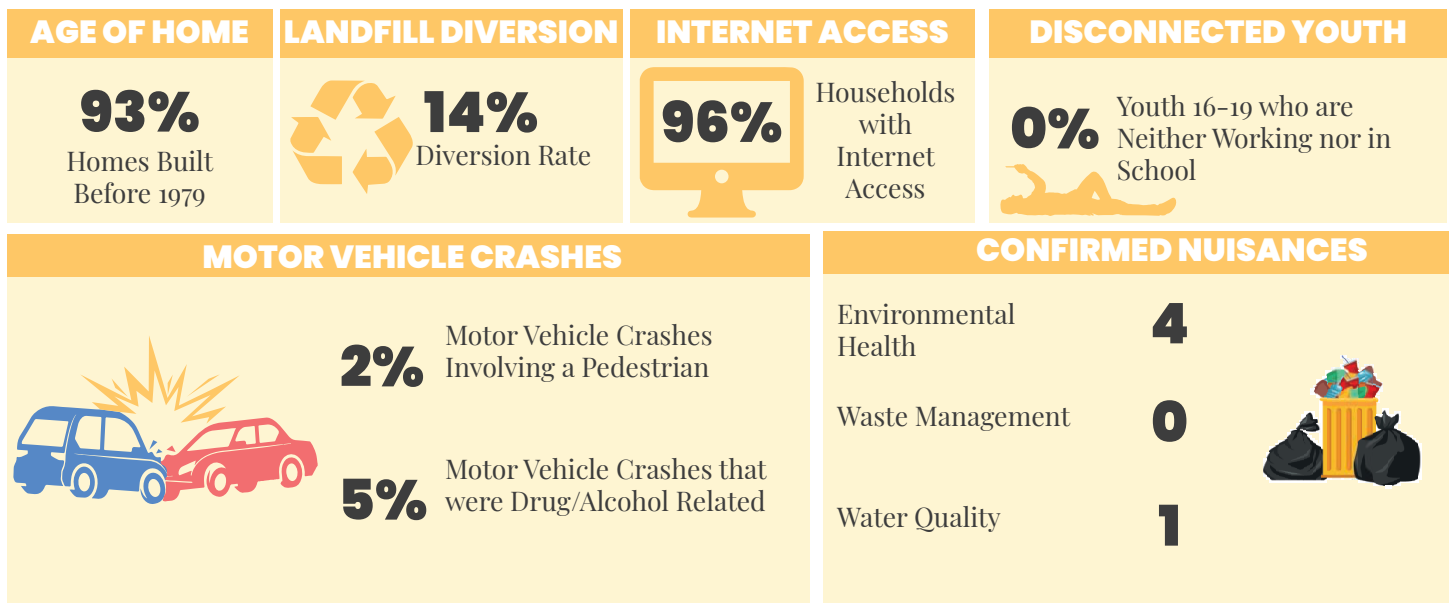 AGE OF HOME
93%
Homes Built
Before 1979
LANDFILL DIVERSION
14%
Diversion Rate
INTERNET ACCESS
96%
Households
with
Internet
Access
DISCONNECTED YOUTH
0%
Youth 16-19 who are
Neither Working nor in
School
MOTOR VEHICLE CRASHES
2%
Motor Vehicle Crashes
Involving a Pedestrian
5%
Motor Vehicle Crashes that
were Drug/Alcohol Related
CONFIRMED NUISANCES
Environmental
Health
4
Waste Management
0
Water Quality
1